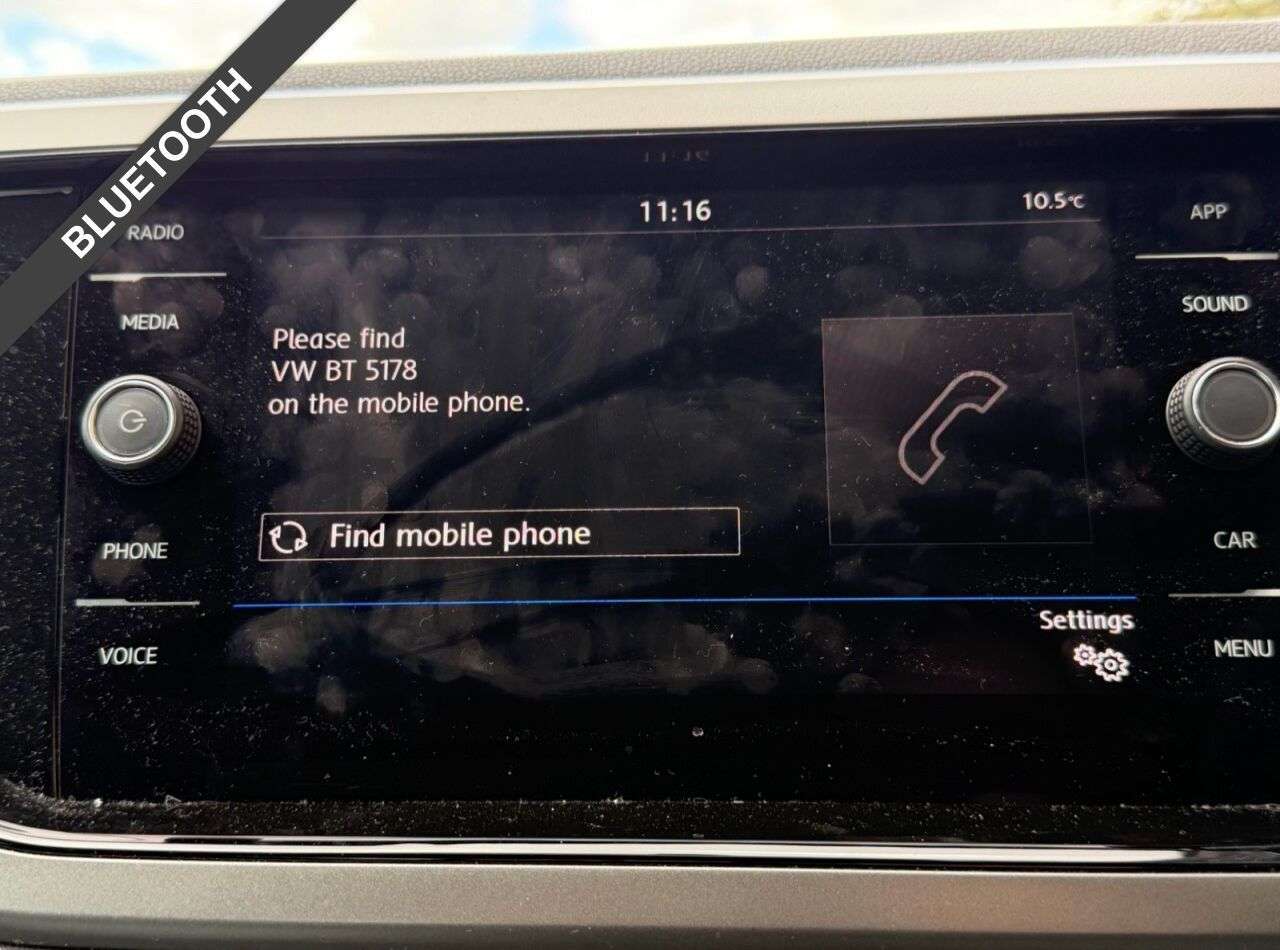 BLUETOOTH
11:16
10.5°C
RADIO
MEDIA
PHONE
VOICE
Please find
VW BT 5178
on the mobile phone.
Find mobile phone
Settings
APP
SOUND
CAR
MENU